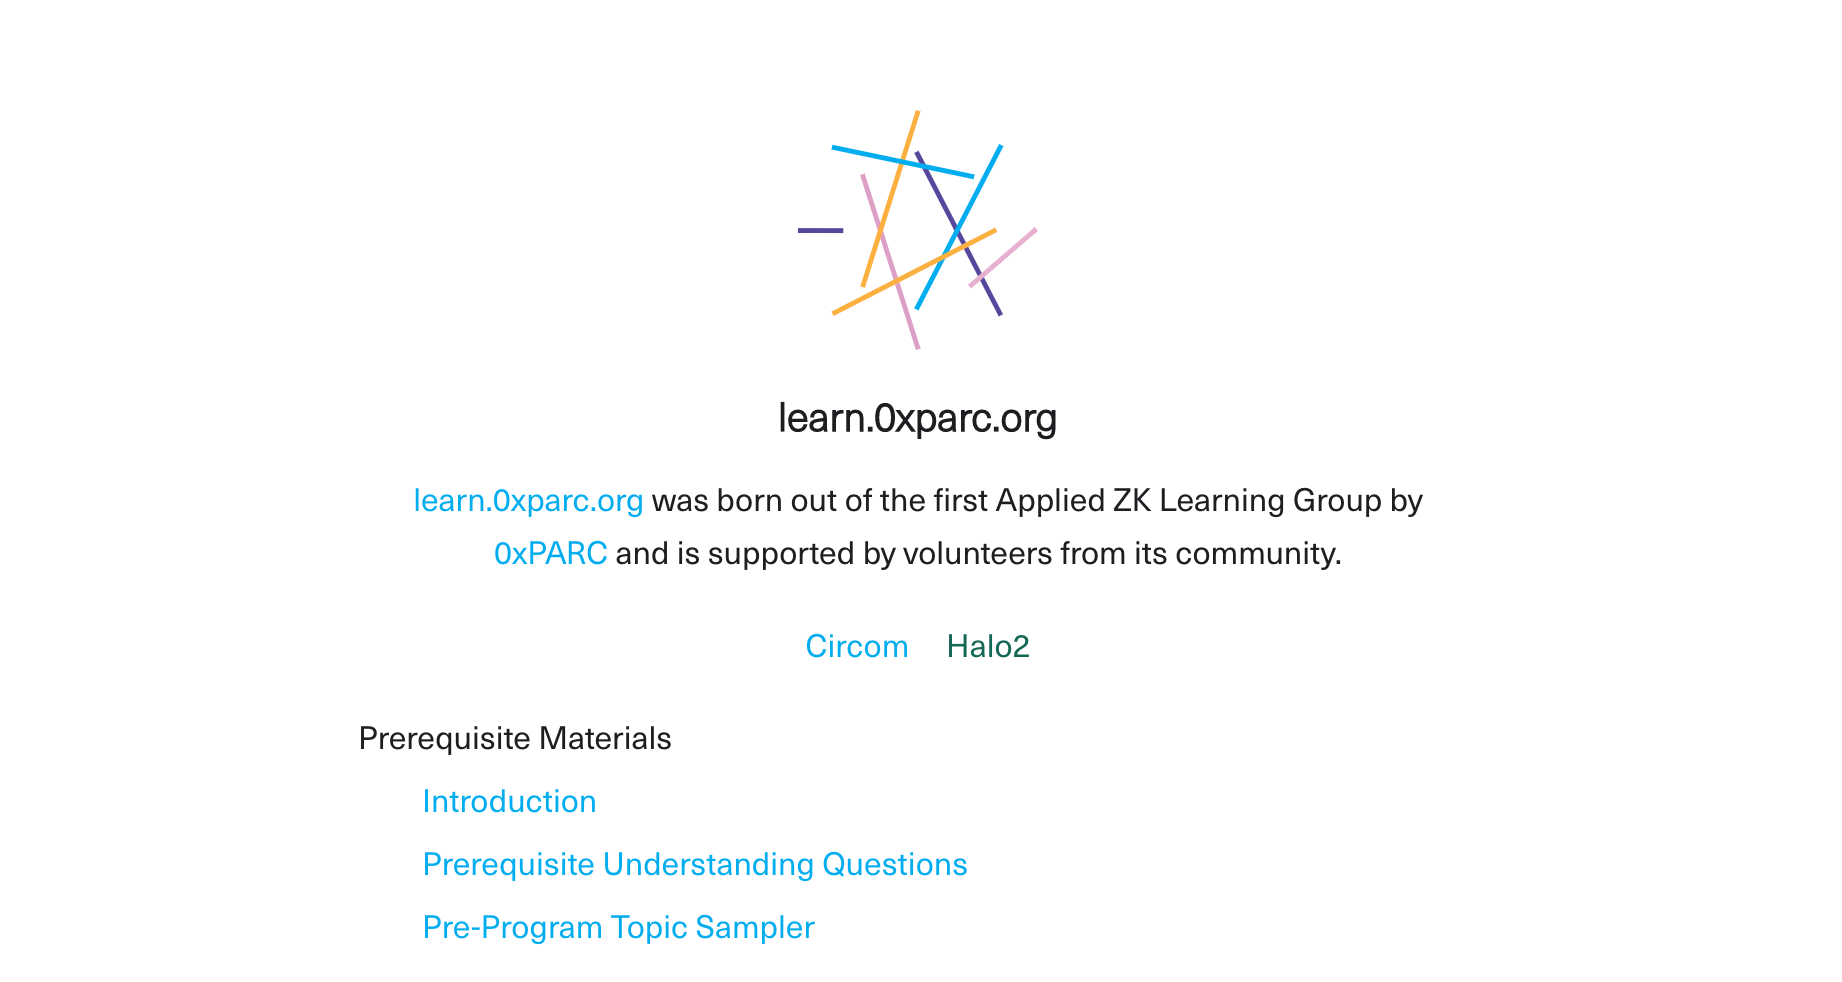 learn.0xparc.org
learn.0xparc.org was born out of the first Applied ZK Learning Group by
0xPARC and is supported by volunteers from its community.
Circom Halo2
Prerequisite Materials
Introduction
Prerequisite Understanding Questions
Pre-Program Topic Sampler